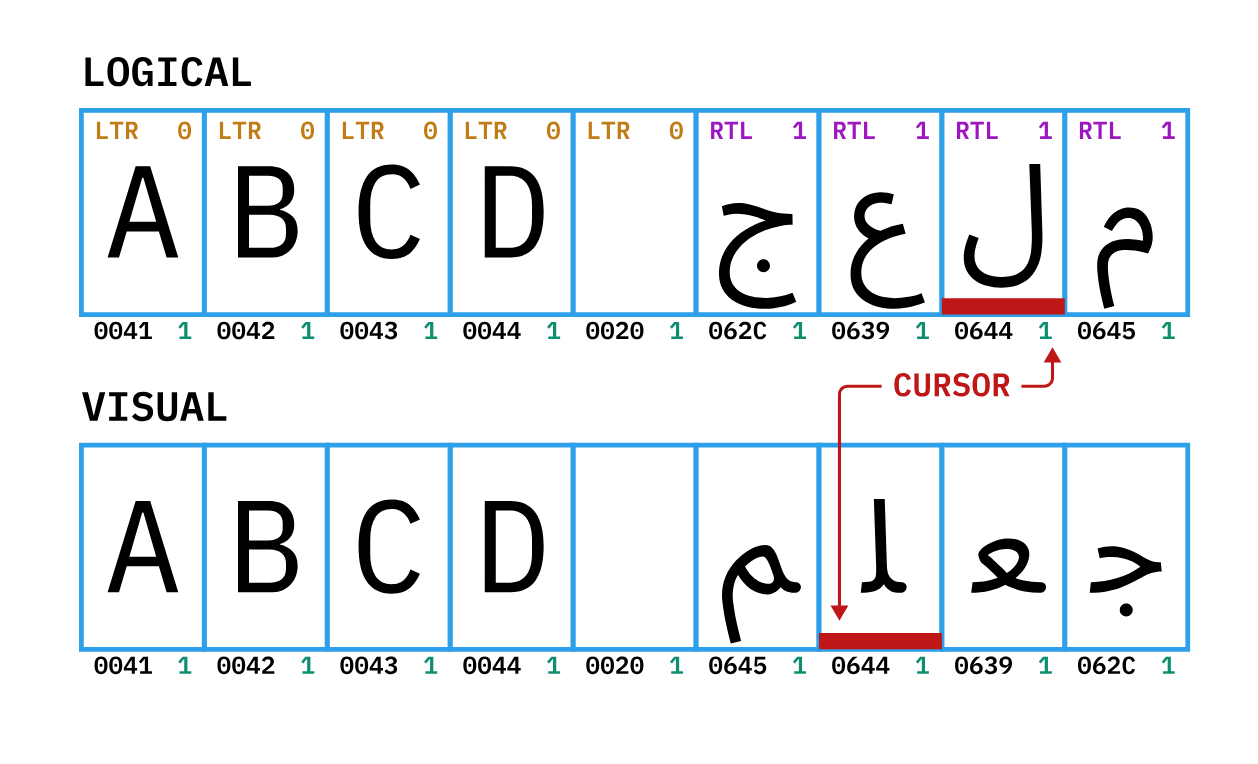 LOGICAL
LTR 0 LTR 0 LTR 0 LTR 0 LTR 0 RTL 1 RTL 1 RTL 1 RTL 1
A B C D ج ع ل م
0041 1 0042 1 0043 1 0044 1 0020 1 062C 1 0639 1 0644 1 0645 1
CURSOR
VISUAL
A B C D جعلم
0041 1 0042 1 0043 1 0044 1 0020 1 0645 1 0644 1 0639 1 062C 1